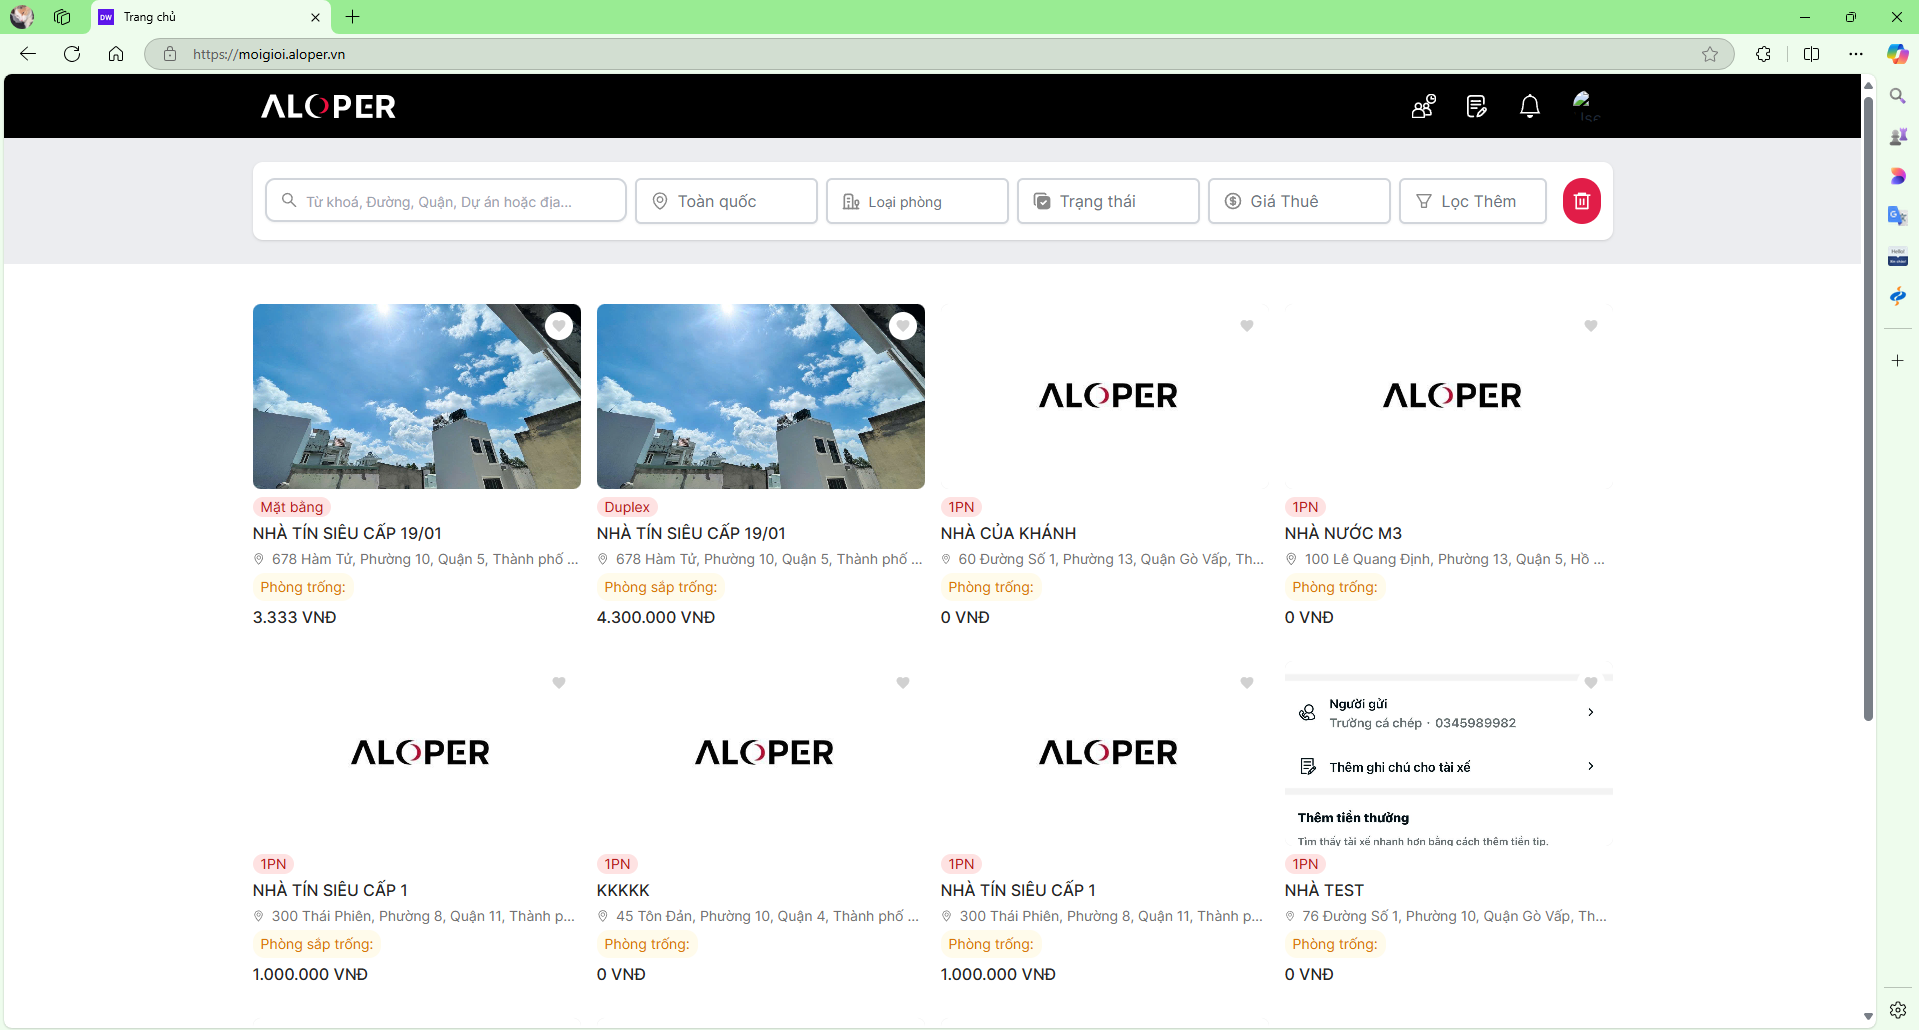 DW Trang chủ
https://moigioi.aloper.vn
ALOPER
Từ khoá, Đường, Quận, Dự án hoặc địa...
Toàn quốc
Loại phòng
Trạng thái
Giá Thuê
Lọc Thêm
ALOPER
ALOPER
Mặt bằng
Duplex
1PN
1PN
NHÀ TÍN SIÊU CẤP 19/01
NHÀ TÍN SIÊU CẤP 19/01
NHÀ CỦA KHÁNH
NHÀ NƯỚC M3
678 Hàm Tử, Phường 10, Quận 5, Thành phố ...
678 Hàm Tử, Phường 10, Quận 5, Thành phố ...
60 Đường Số 1, Phường 13, Quận Gò Vấp, Th...
100 Lê Quang Định, Phường 13, Quận 5, Hồ ...
Phòng trống:
Phòng sắp trống:
Phòng trống:
Phòng trống:
3.333 VNĐ
4.300.000 VNĐ
0 VNĐ
0 VNĐ
ALOPER
ALOPER
ALOPER
Người gửi
Trường cá chép · 0345989982
Thêm ghi chú cho tài xế
Thêm tiền thưởng
Tìm thấy tài xế nhanh hơn bằng cách thêm tiền tip.
1PN
1PN
1PN
1PN
NHÀ TÍN SIÊU CẤP 1
KKKKK
NHÀ TÍN SIÊU CẤP 1
NHÀ TEST
300 Thái Phiên, Phường 8, Quận 11, Thành p...
45 Tôn Đản, Phường 10, Quận 4, Thành phố ...
300 Thái Phiên, Phường 8, Quận 11, Thành p...
76 Đường Số 1, Phường 10, Quận Gò Vấp, Th...
Phòng sắp trống:
Phòng trống:
Phòng trống:
Phòng trống:
1.000.000 VNĐ
0 VNĐ
1.000.000 VNĐ
0 VNĐ